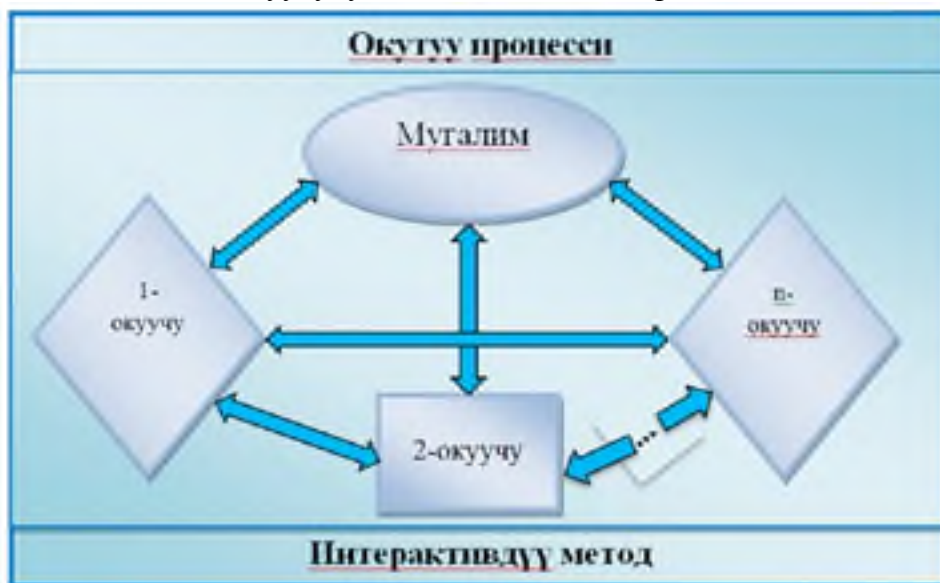 Окутуу процесси
Мугалим
1-
окуучу
n-
окуучу
2-окуучу
...
Интерактивдүү метод